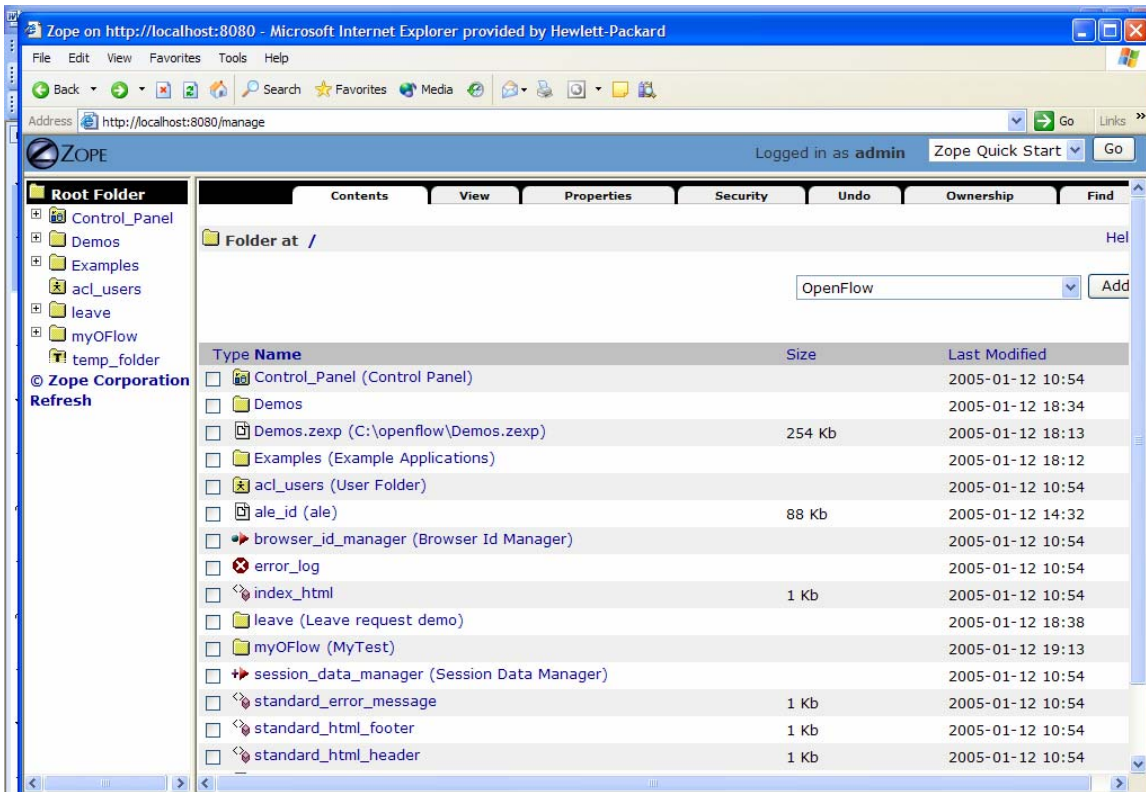 Zope on http://localhost:8080 - Microsoft Internet Explorer provided by Hewlett-Packard
File Edit View Favorites Tools Help
Back Search Favorites Media
Address http://localhost:8080/manage Go Links »
ZOPE Logged in as admin Zope Quick Start Go
Root Folder
Control_Panel
Demos
Examples
acl_users
leave
myOFlow
temp_folder
© Zope Corporation
Refresh
Contents View Properties Security Undo Ownership Find
Folder at / Hel
OpenFlow Add
Type Name Size Last Modified
Control_Panel (Control Panel) 2005-01-12 10:54
Demos 2005-01-12 18:34
Demos.zexp (C:\openflow\Demos.zexp) 254 Kb 2005-01-12 18:13
Examples (Example Applications) 2005-01-12 18:12
acl_users (User Folder) 2005-01-12 10:54
ale_id (ale) 88 Kb 2005-01-12 14:32
browser_id_manager (Browser Id Manager) 2005-01-12 10:54
error_log 2005-01-12 10:54
index_html 1 Kb 2005-01-12 10:54
leave (Leave request demo) 2005-01-12 18:38
myOFlow (MyTest) 2005-01-12 19:13
session_data_manager (Session Data Manager) 2005-01-12 10:54
standard_error_message 1 Kb 2005-01-12 10:54
standard_html_footer 1 Kb 2005-01-12 10:54
standard_html_header 1 Kb 2005-01-12 10:54